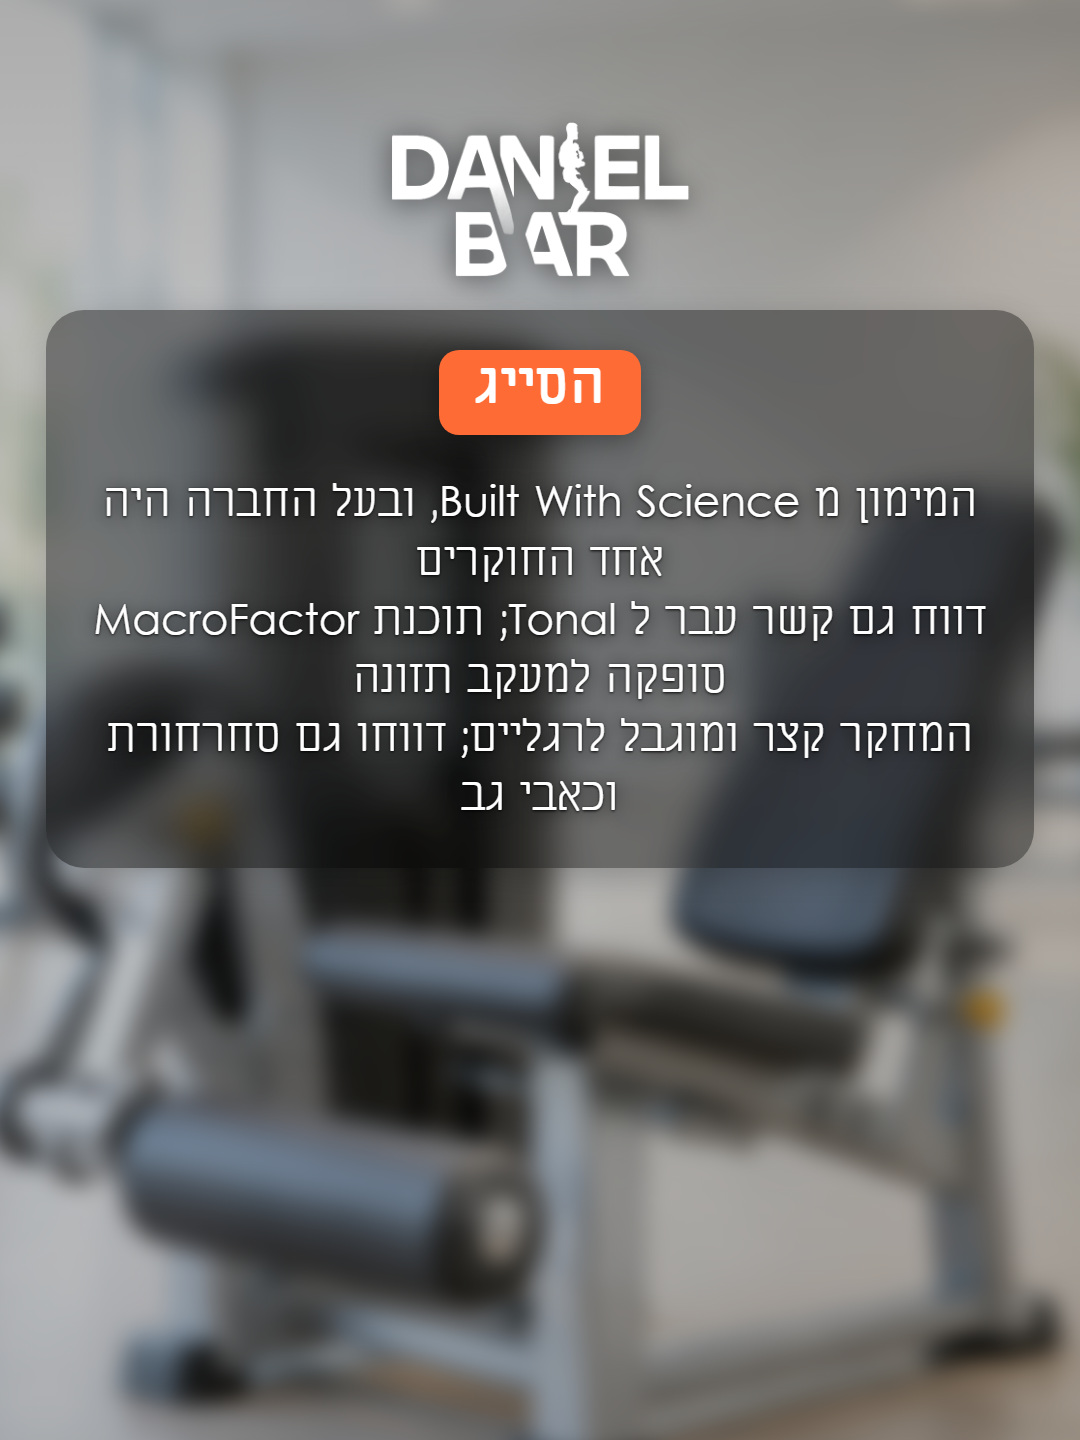 DANIEL
BAR
הסייג
המימון מ Built With Science, ובעל החברה היה
אחד החוקרים
דווח גם קשר עבר ל Tonal; תוכנת MacroFactor
סופקה למעקב תזונה
המחקר קצר ומוגבל לרגליים; דווחו גם סחרחורת
וכאבי גב